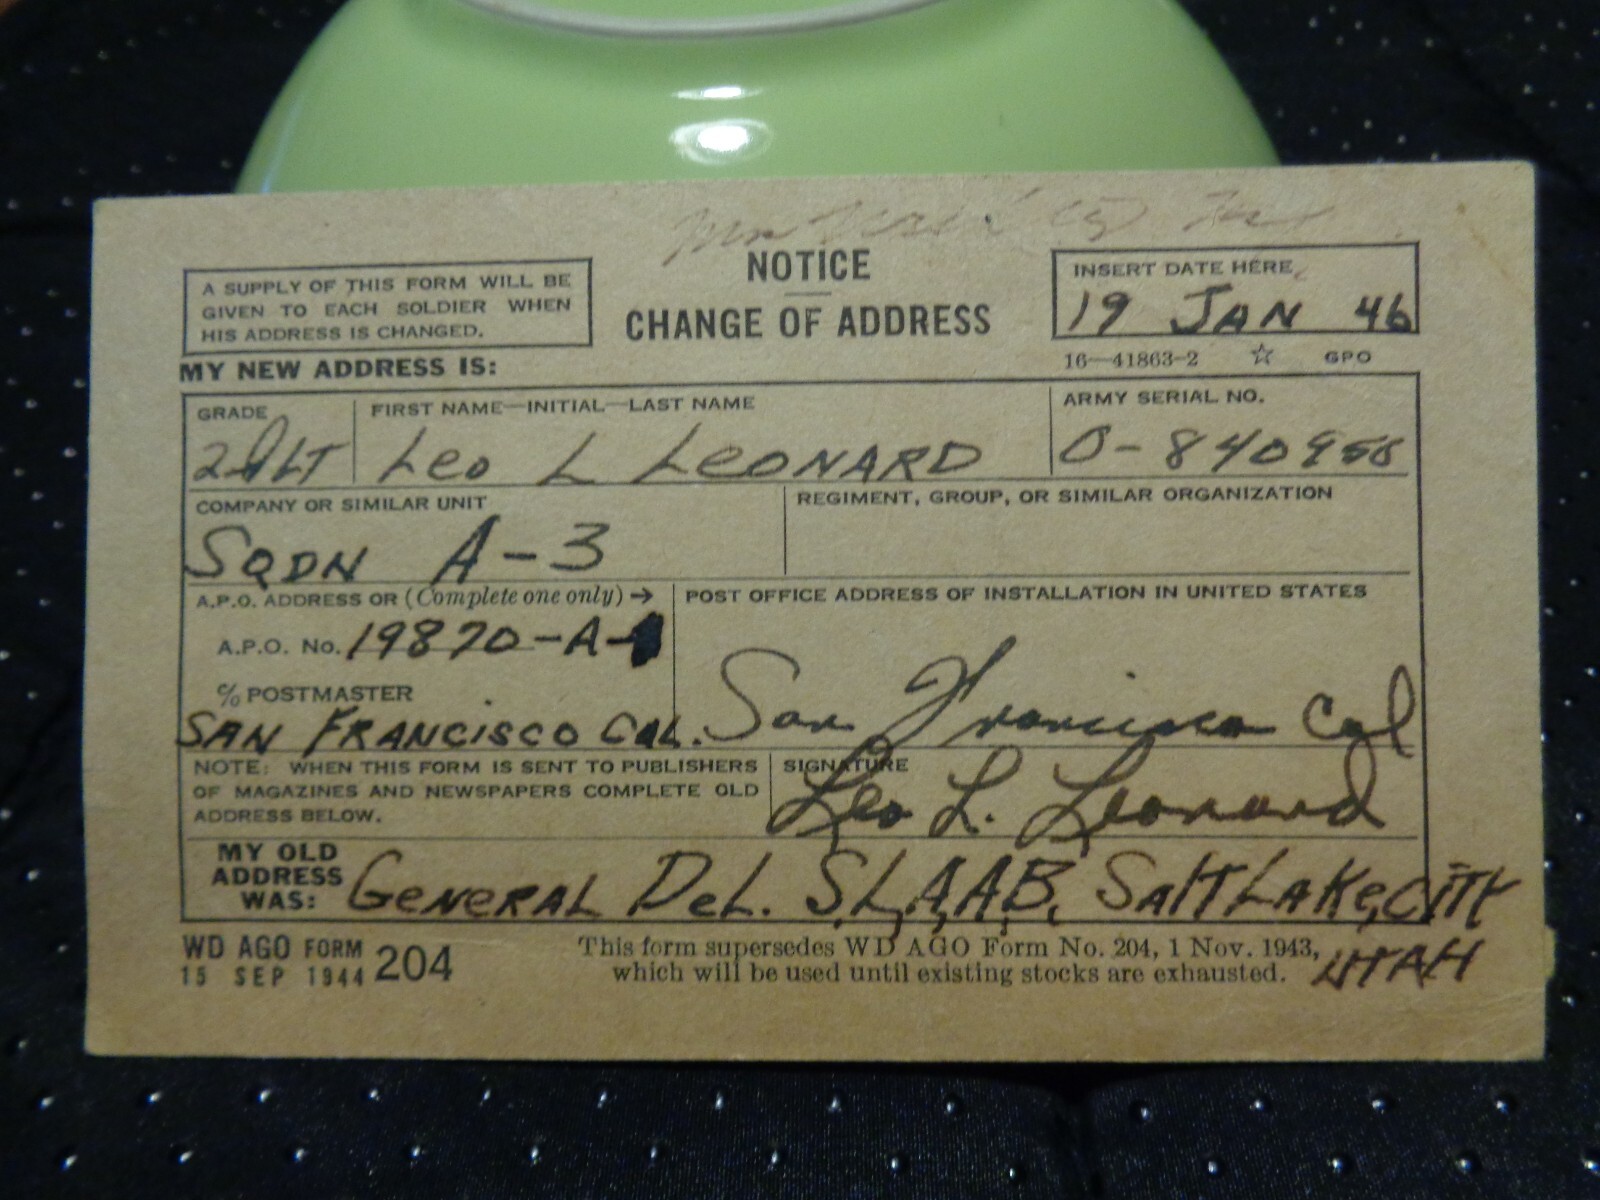 NOTICE
CHANGE OF ADDRESS
A SUPPLY OF THIS FORM WILL BE
GIVEN TO EACH SOLDIER WHEN
HIS ADDRESS IS CHANGED.
INSERT DATE HERE
19 JAN 46
16—41863-2 ☆ GPO
MY NEW ADDRESS IS:
GRADE
2d LT
FIRST NAME—INITIAL—LAST NAME
Leo L LEONARD
ARMY SERIAL NO.
O-840958
COMPANY OR SIMILAR UNIT
SQDN A-3
REGIMENT, GROUP, OR SIMILAR ORGANIZATION
A.P.O. ADDRESS OR (Complete one only) →
A.P.O. No. 19870-A-
% POSTMASTER
SAN FRANCISCO CAL.
POST OFFICE ADDRESS OF INSTALLATION IN UNITED STATES
San Francisco Cal
NOTE: WHEN THIS FORM IS SENT TO PUBLISHERS
OF MAGAZINES AND NEWSPAPERS COMPLETE OLD
ADDRESS BELOW.
SIGNATURE
Leo L. Leonard
MY OLD
ADDRESS
WAS:
GENERAL DEL. S.L.A.A.B. SALT LAKE, CITY
UTAH
WD AGO FORM 204
15 SEP 1944
This form supersedes WD AGO Form No. 204, 1 Nov. 1943,
which will be used until existing stocks are exhausted.